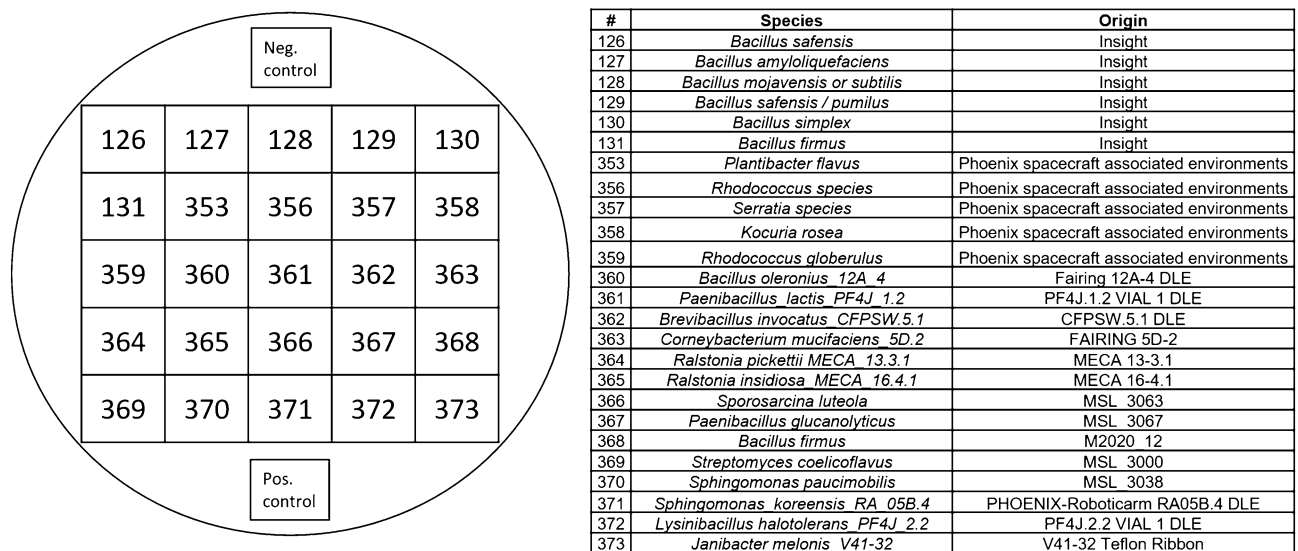 Neg.
control
126 127 128 129 130
131 353 356 357 358
359 360 361 362 363
364 365 366 367 368
369 370 371 372 373
Pos.
control
# Species Origin
126 Bacillus safensis Insight
127 Bacillus amyloliquefaciens Insight
128 Bacillus mojavensis or subtilis Insight
129 Bacillus safensis / pumilus Insight
130 Bacillus simplex Insight
131 Bacillus firmus Insight
353 Plantibacter flavus Phoenix spacecraft associated environments
356 Rhodococcus species Phoenix spacecraft associated environments
357 Serratia species Phoenix spacecraft associated environments
358 Kocuria rosea Phoenix spacecraft associated environments
359 Rhodococcus globerulus Phoenix spacecraft associated environments
360 Bacillus oleronius_12A_4 Fairing 12A-4 DLE
361 Paenibacillus_lactis_PF4J_1.2 PF4J.1.2 VIAL 1 DLE
362 Brevibacillus invocatus_CFPSW.5.1 CFPSW.5.1 DLE
363 Corneybacterium mucifaciens_5D.2 FAIRING 5D-2
364 Ralstonia pickettii MECA_13.3.1 MECA 13-3.1
365 Ralstonia insidiosa_MECA_16.4.1 MECA 16-4.1
366 Sporosarcina luteola MSL_3063
367 Paenibacillus glucanolyticus MSL_3067
368 Bacillus firmus M2020_12
369 Streptomyces coelicoflavus MSL_3000
370 Sphingomonas paucimobilis MSL_3038
371 Sphingomonas_koreensis_RA_05B.4 PHOENIX-Roboticarm RA05B.4 DLE
372 Lysinibacillus halotolerans_PF4J_2.2 PF4J.2.2 VIAL 1 DLE
373 Janibacter melonis_V41-32 V41-32 Teflon Ribbon